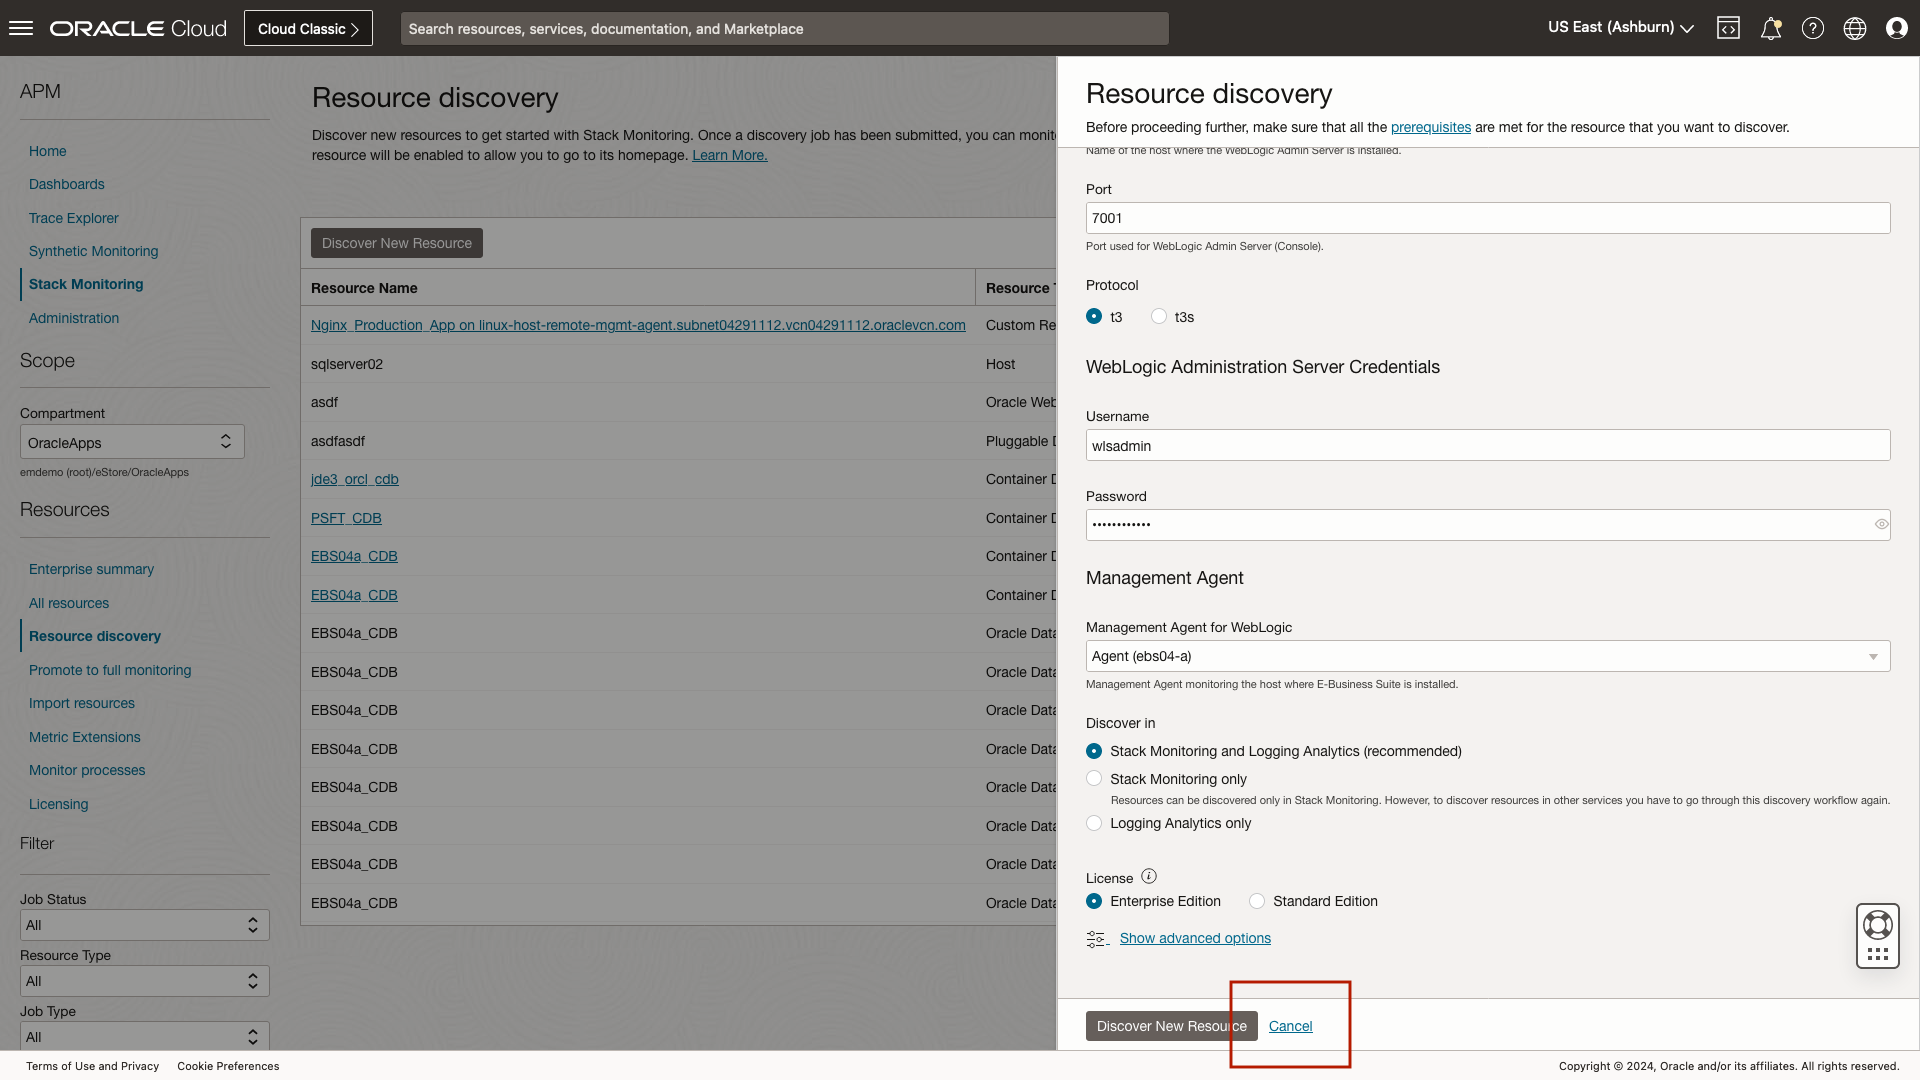 ORACLE Cloud
Cloud Classic
Search resources, services, documentation, and Marketplace
US East (Ashburn)
APM
Home
Dashboards
Trace Explorer
Synthetic Monitoring
Stack Monitoring
Administration
Scope
Compartment
OracleApps
emdemo (root)/eStore/OracleApps
Resources
Enterprise summary
All resources
Resource discovery
Promote to full monitoring
Import resources
Metric Extensions
Monitor processes
Licensing
Filter
Job Status
All
Resource Type
All
Job Type
All
Resource discovery
Discover new resources to get started with Stack Monitoring. Once a discovery job has been submitted, you can monit
resource will be enabled to allow you to go to its homepage. Learn More.
Discover New Resource
Resource Name Resource T
Nginx_Production_App on linux-host-remote-mgmt-agent.subnet04291112.vcn04291112.oraclevcn.com Custom Re
sqlserver02 Host
asdf Oracle Web
asdfasdf Pluggable D
jde3_orcl_cdb Container D
PSFT_CDB Container D
EBS04a_CDB Container D
EBS04a_CDB Container D
EBS04a_CDB Oracle Data
EBS04a_CDB Oracle Data
EBS04a_CDB Oracle Data
EBS04a_CDB Oracle Data
EBS04a_CDB Oracle Data
EBS04a_CDB Oracle Data
EBS04a_CDB Oracle Data
EBS04a_CDB Oracle Data
Resource discovery
Before proceeding further, make sure that all the prerequisites are met for the resource that you want to discover.
Name of the host where the WebLogic Admin Server is installed.
Port
7001
Port used for WebLogic Admin Server (Console).
Protocol
t3 t3s
WebLogic Administration Server Credentials
Username
wlsadmin
Password
••••••••••••
Management Agent
Management Agent for WebLogic
Agent (ebs04-a)
Management Agent monitoring the host where E-Business Suite is installed.
Discover in
Stack Monitoring and Logging Analytics (recommended)
Stack Monitoring only
Resources can be discovered only in Stack Monitoring. However, to discover resources in other services you have to go through this discovery workflow again.
Logging Analytics only
License
Enterprise Edition Standard Edition
Show advanced options
Discover New Resource Cancel
Terms of Use and Privacy Cookie Preferences
Copyright © 2024, Oracle and/or its affiliates. All rights reserved.